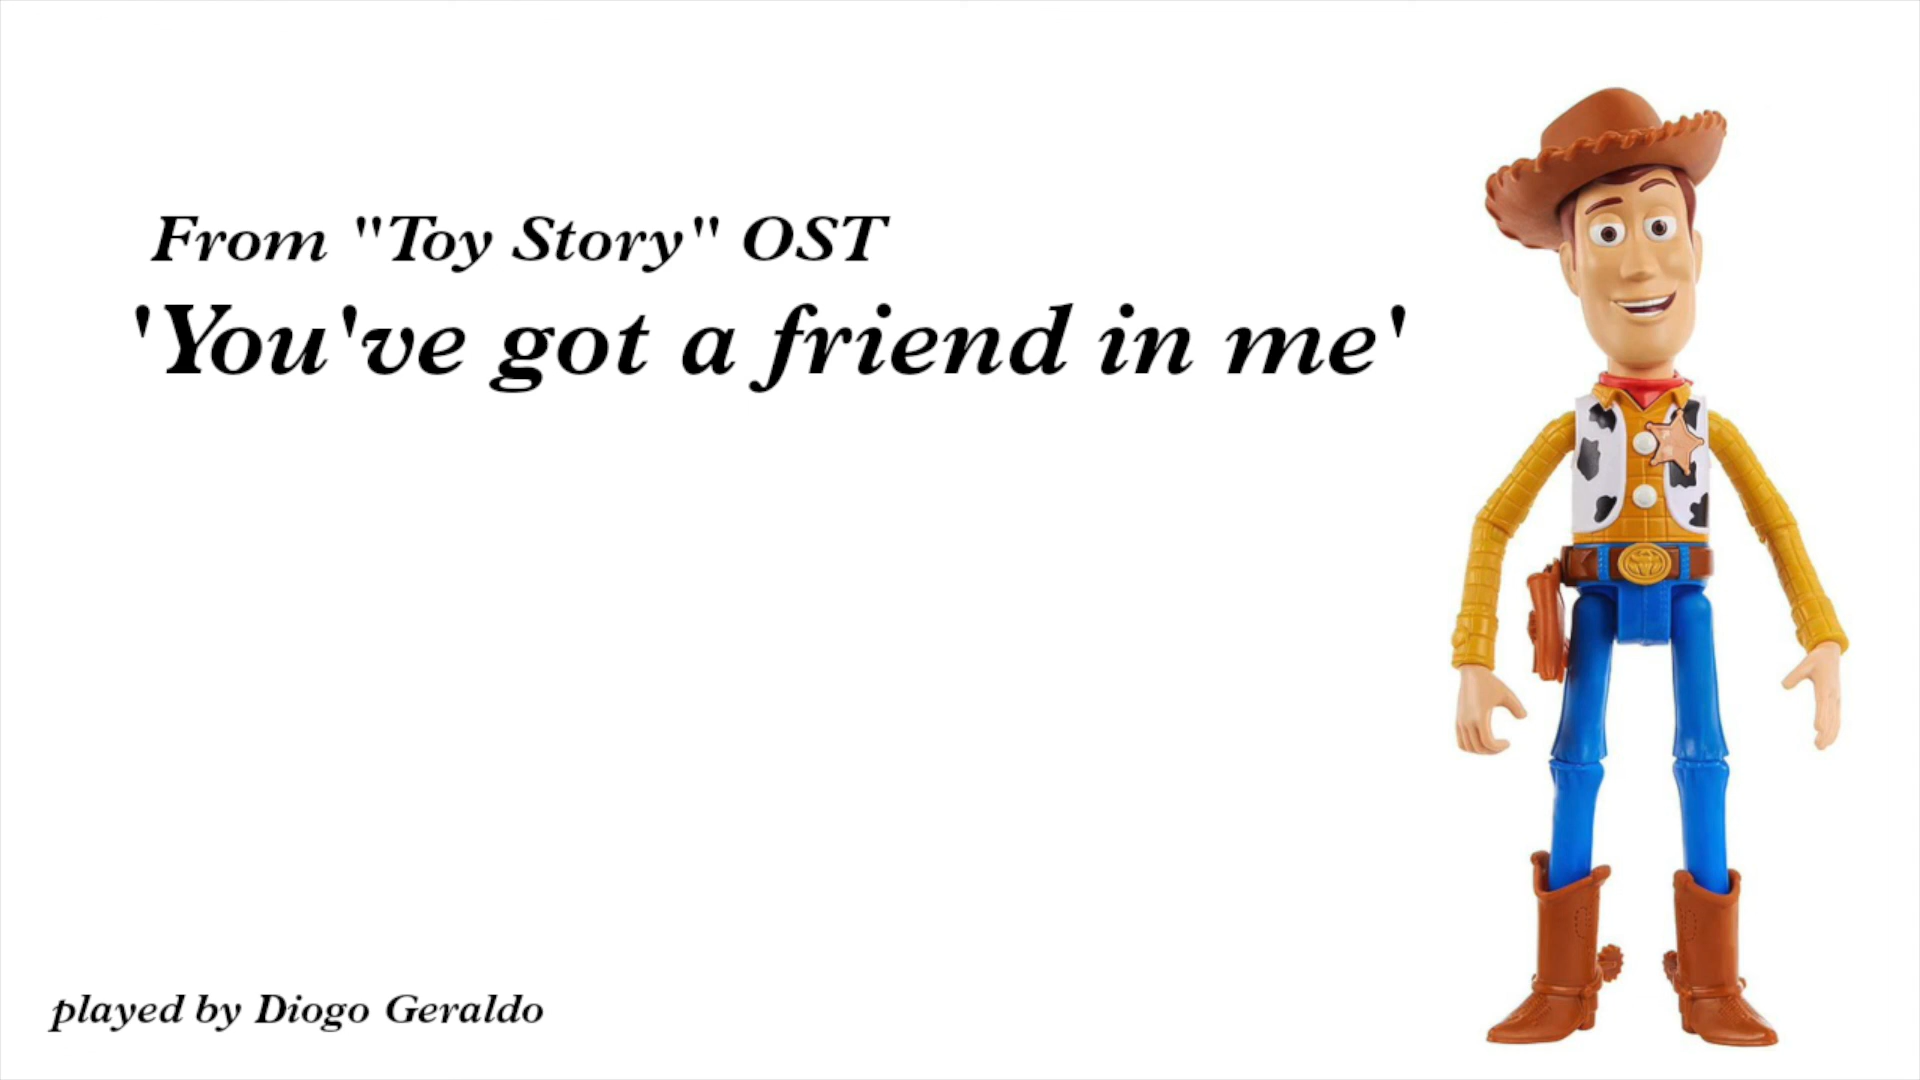 From "Toy Story" OST
'You've got a friend in me'
played by Diogo Geraldo